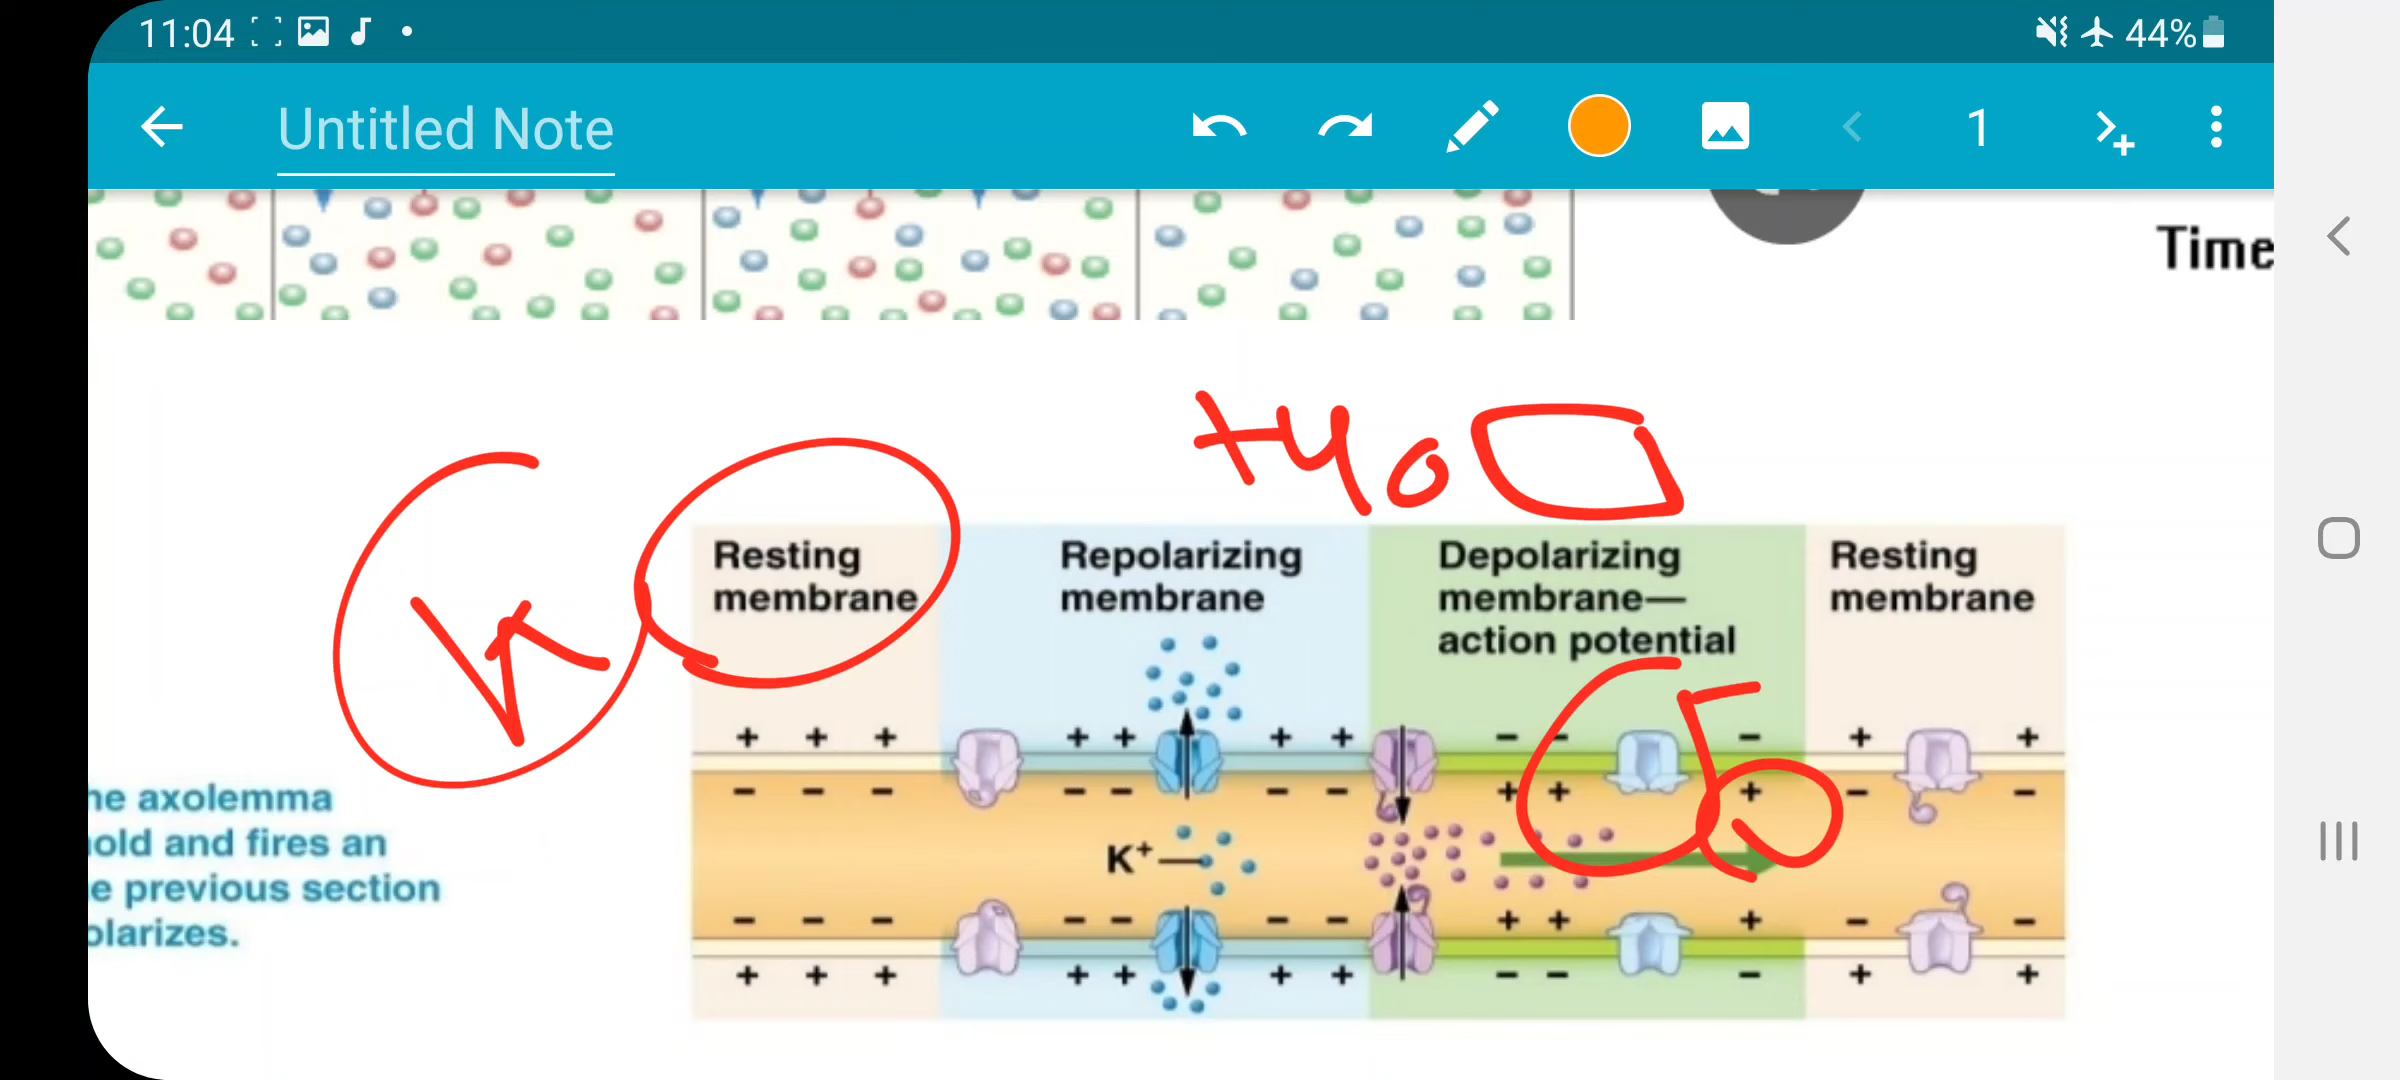 11:04
44%
Untitled Note
1
Time
+40
K
Resting
membrane
Repolarizing
membrane
Depolarizing
membrane—
action potential
Resting
membrane
5
+ + + + + + + - - - + +
- - - - - - - + + + - -
K+
- - - - - - - + + + - -
+ + + + + + + - - - + +
he axolemma
old and fires an
e previous section
olarizes.